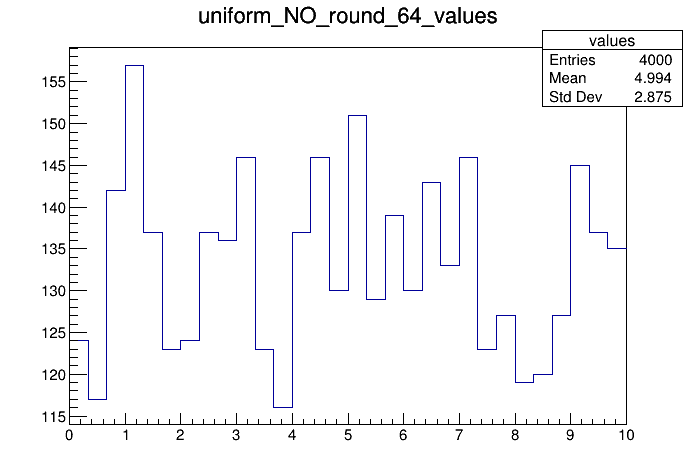 uniform_NO_round_64_values
values
Entries 4000
Mean 4.994
Std Dev 2.875
155
150
145
140
135
130
125
120
115
0 1 2 3 4 5 6 7 8 9 10